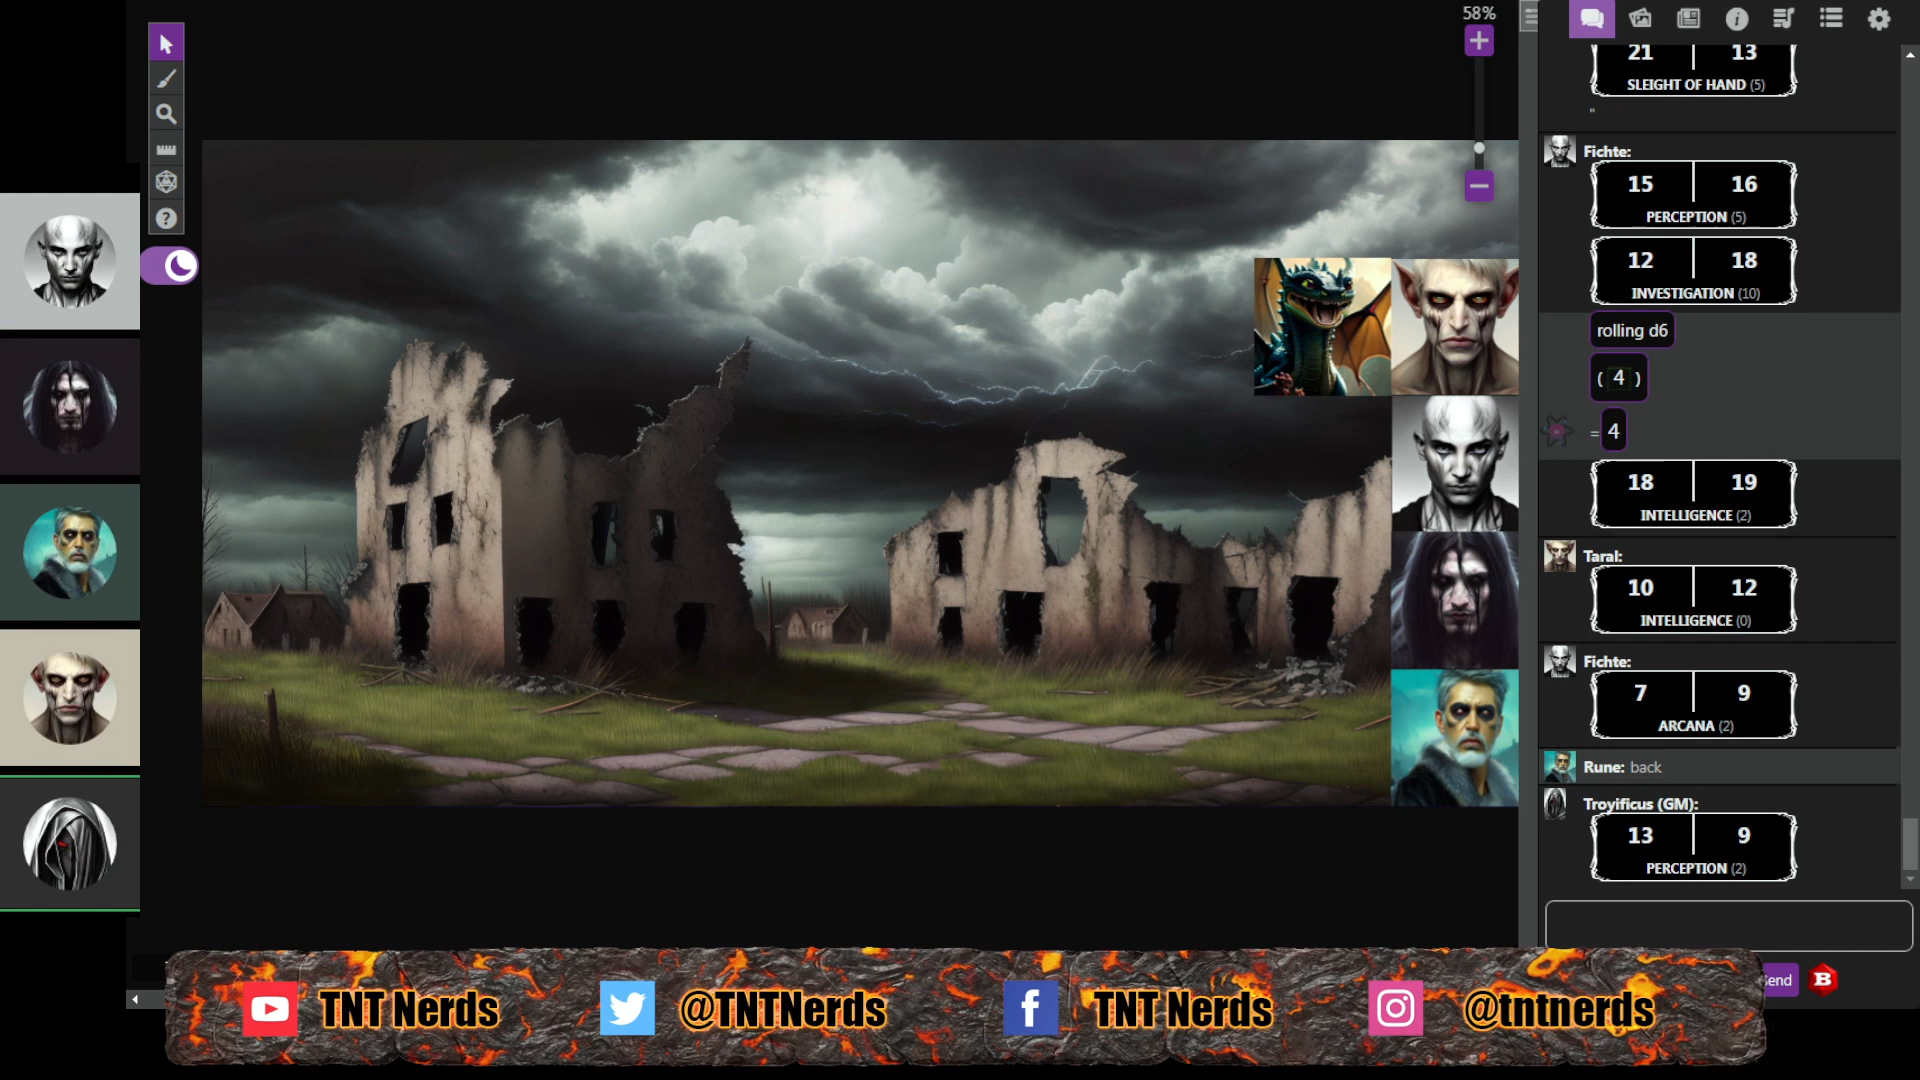 58%
21 13
SLEIGHT OF HAND (5)
"
Fichte:
15 16
PERCEPTION (5)
12 18
INVESTIGATION (10)
rolling d6
( 4 )
= 4
18 19
INTELLIGENCE (2)
Taral:
10 12
INTELLIGENCE (0)
Fichte:
7 9
ARCANA (2)
Rune: back
Troyificus (GM):
13 9
PERCEPTION (2)
end
B
TNT Nerds @TNTNerds TNT Nerds @tntnerds